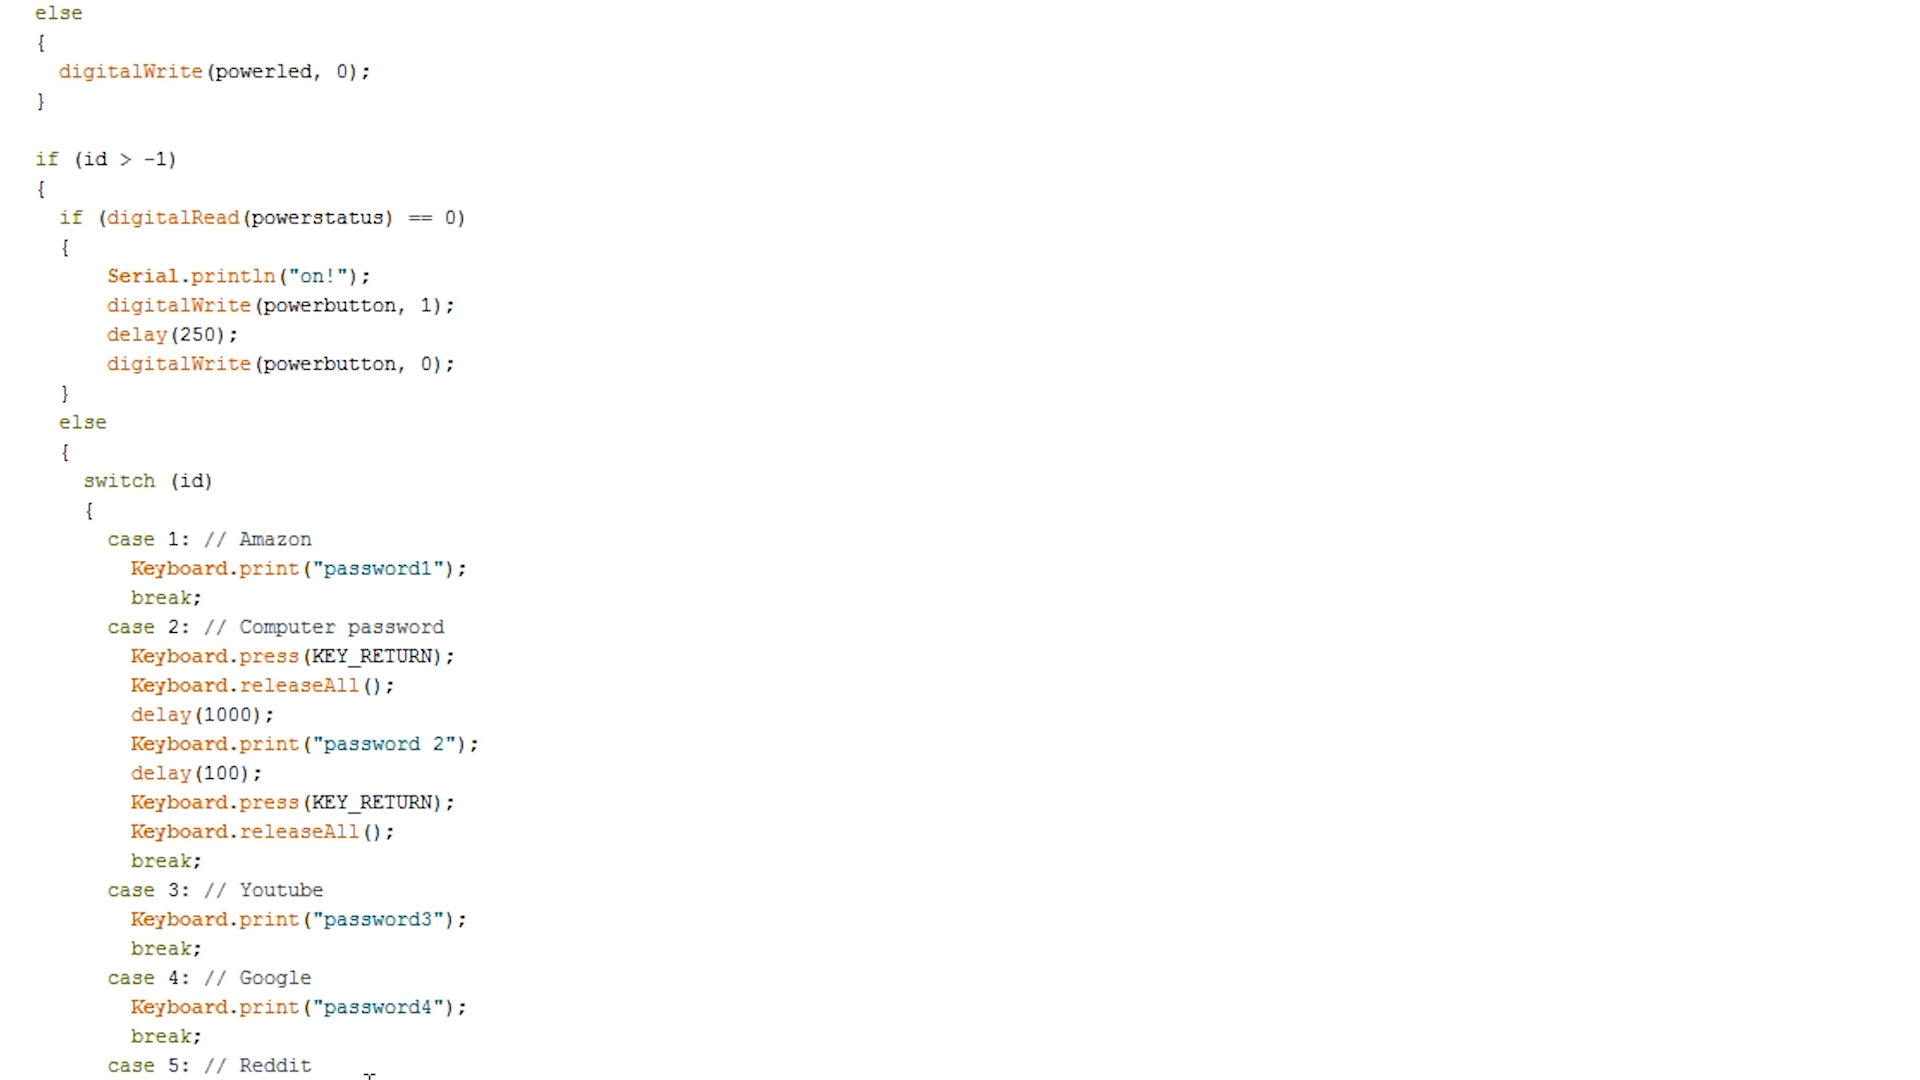 else
{
digitalWrite(powerled, 0);
}
if (id > -1)
{
if (digitalRead(powerstatus) == 0)
{
Serial.println("on!");
digitalWrite(powerbutton, 1);
delay(250);
digitalWrite(powerbutton, 0);
}
else
{
switch (id)
{
case 1: // Amazon
Keyboard.print("password1");
break;
case 2: // Computer password
Keyboard.press(KEY_RETURN);
Keyboard.releaseAll();
delay(1000);
Keyboard.print("password 2");
delay(100);
Keyboard.press(KEY_RETURN);
Keyboard.releaseAll();
break;
case 3: // Youtube
Keyboard.print("password3");
break;
case 4: // Google
Keyboard.print("password4");
break;
case 5: // Reddit